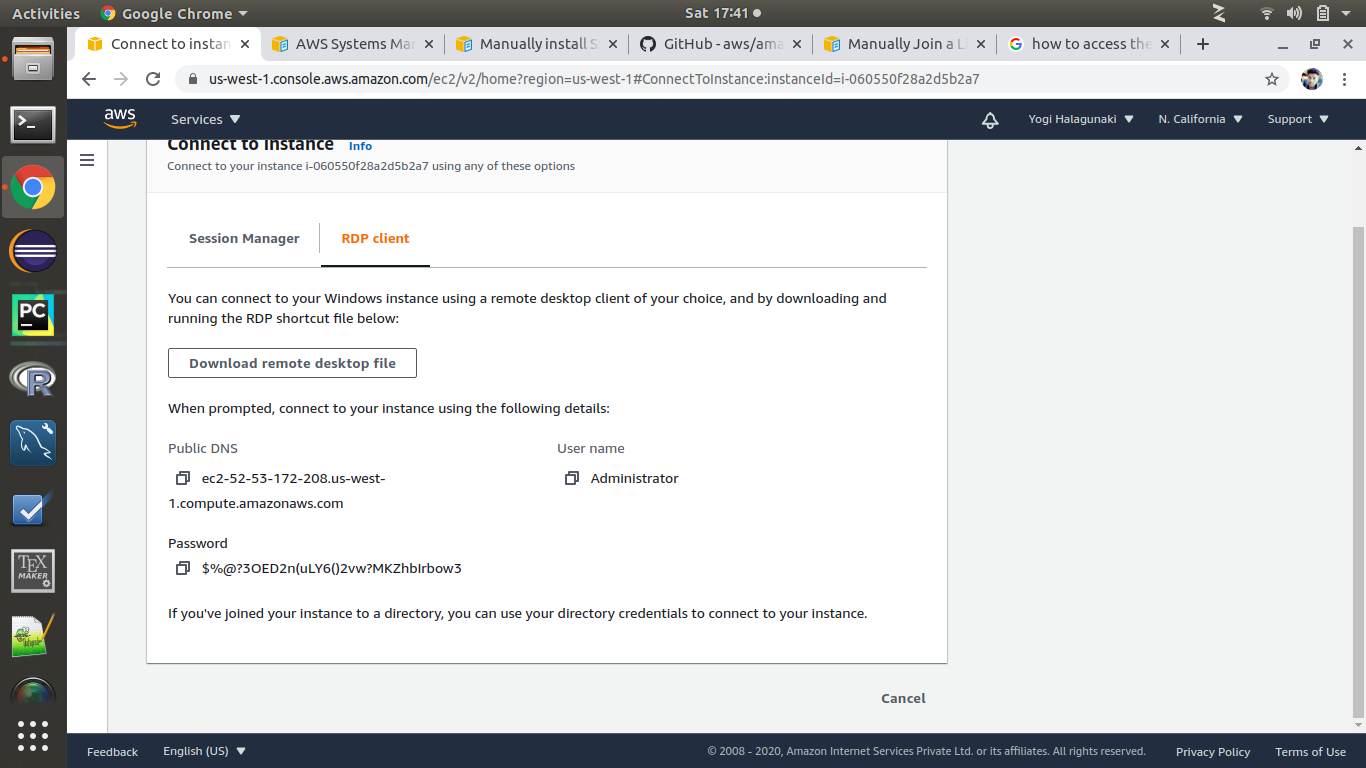 Activities
Google Chrome
Sat 17:41
Connect to instan
AWS Systems Ma
Manually install S
GitHub - aws/ama
Manually Join a Li
how to access the
us-west-1.console.aws.amazon.com/ec2/v2/home?region=us-west-1#ConnectToInstance:instanceId=i-060550f28a2d5b2a7
aws
Services
Yogi Halagunaki
N. California
Support
Connect to instance Info
Connect to your instance i-060550f28a2d5b2a7 using any of these options
Session Manager
RDP client
You can connect to your Windows instance using a remote desktop client of your choice, and by downloading and
running the RDP shortcut file below:
Download remote desktop file
When prompted, connect to your instance using the following details:
Public DNS
User name
ec2-52-53-172-208.us-west-
Administrator
1.compute.amazonaws.com
Password
$%@?3OED2n(uLY6()2vw?MKZhbIrbow3
If you've joined your instance to a directory, you can use your directory credentials to connect to your instance.
Cancel
PC
R
TEX
MAKER
Feedback
English (US)
© 2008 - 2020, Amazon Internet Services Private Ltd. or its affiliates. All rights reserved.
Privacy Policy
Terms of Use